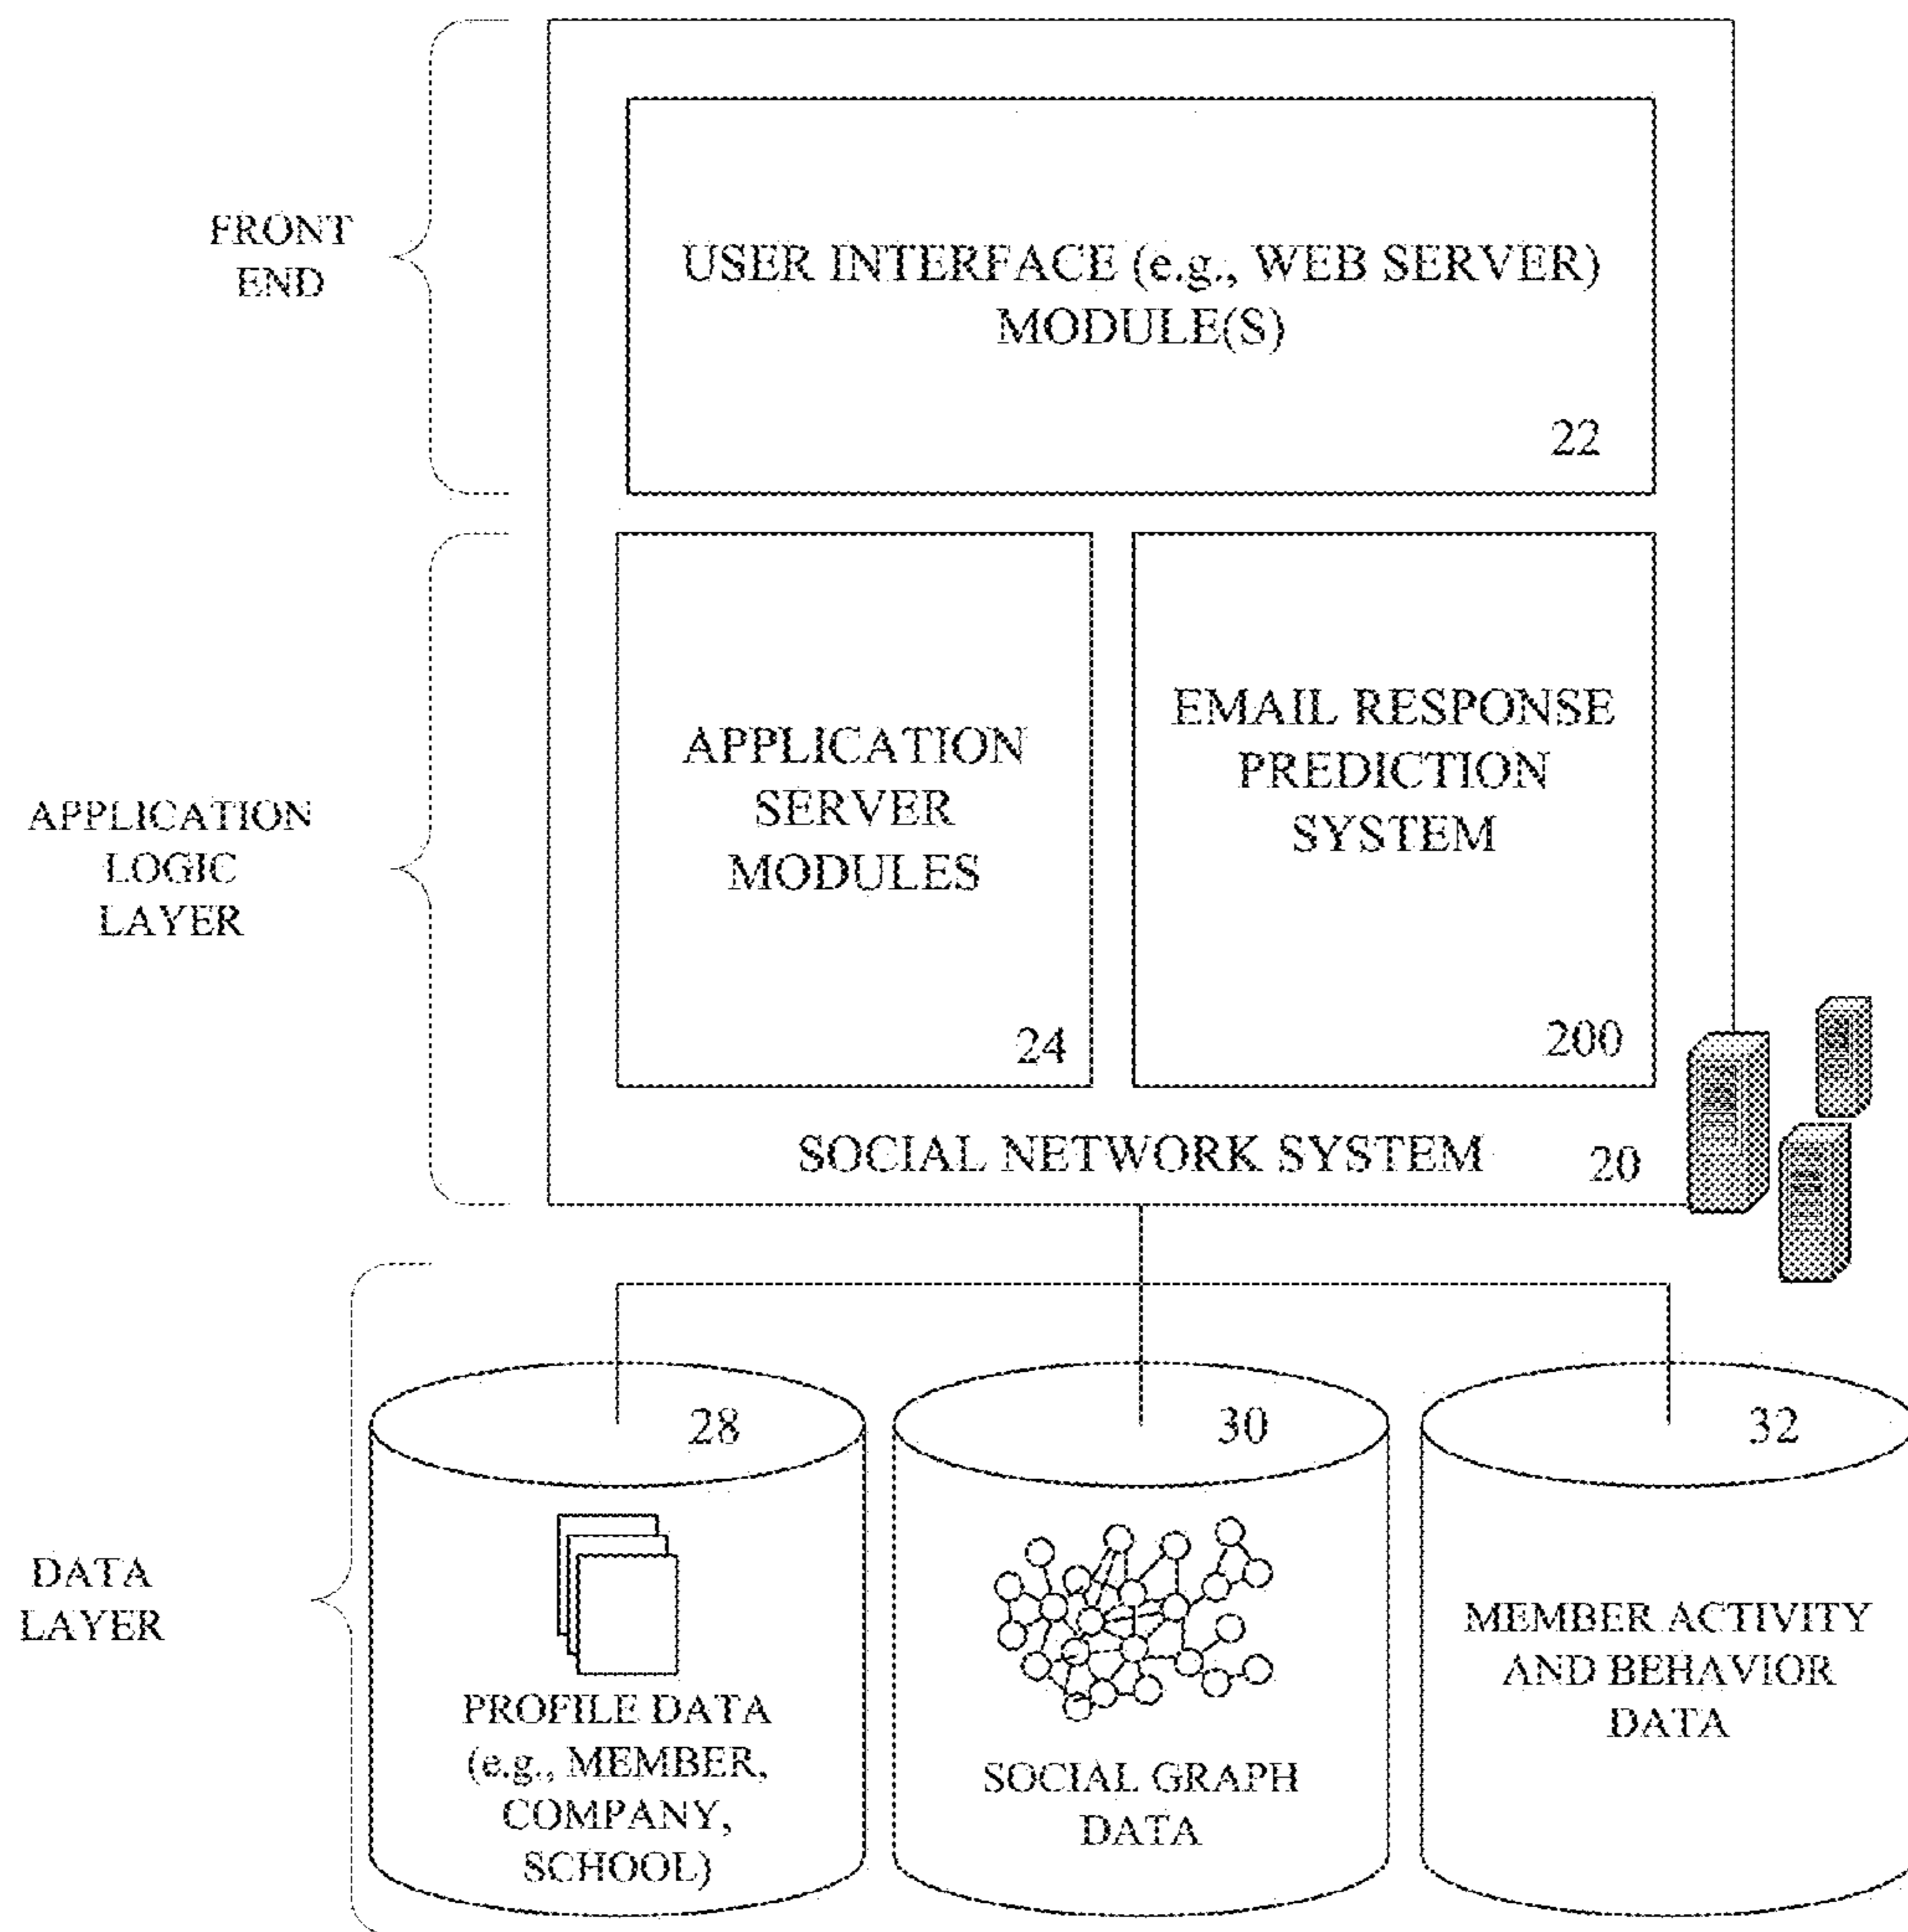 FRONT
END
USER INTERFACE (e.g., WEB SERVER)
MODULE(S)
22
APPLICATION
LOGIC
LAYER
APPLICATION
SERVER
MODULES
24
EMAIL RESPONSE
PREDICTION
SYSTEM
200
SOCIAL NETWORK SYSTEM
20
DATA
LAYER
28
PROFILE DATA
(e.g., MEMBER,
COMPANY,
SCHOOL)
30
SOCIAL GRAPH
DATA
32
MEMBER ACTIVITY
AND BEHAVIOR
DATA